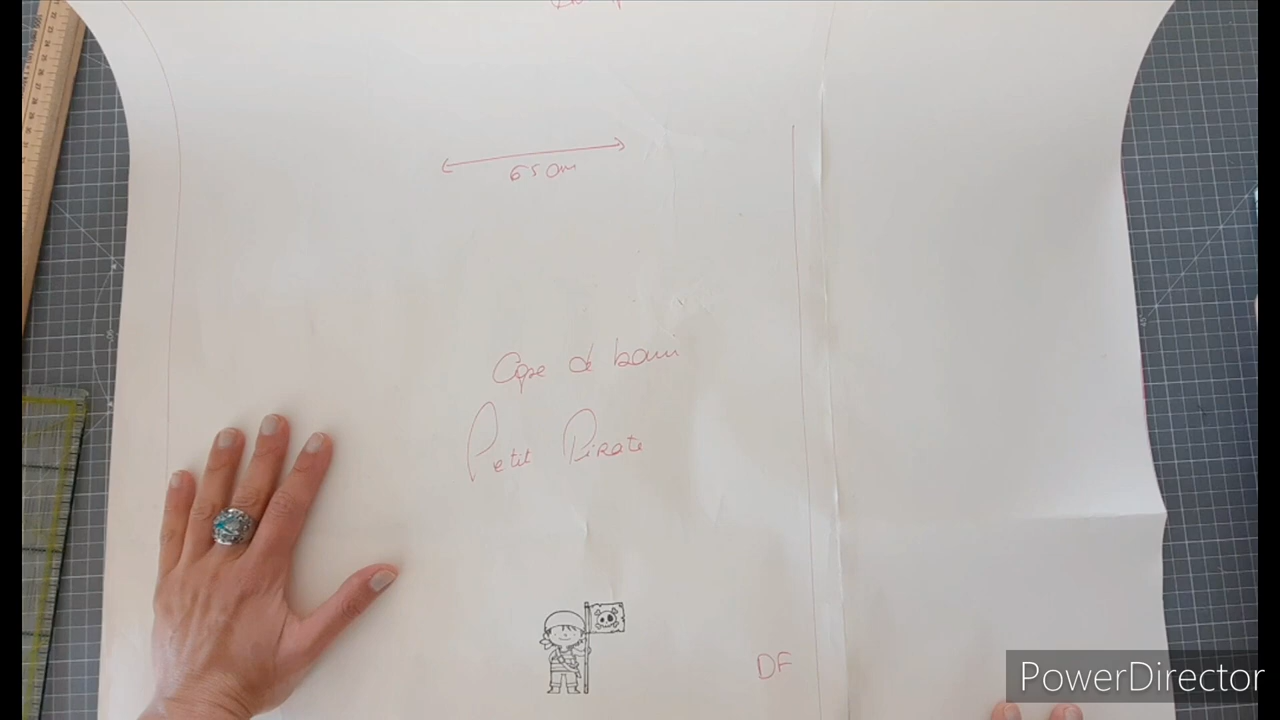 65 cm
Cape de bain
Petit Pirate
DF
PowerDirector